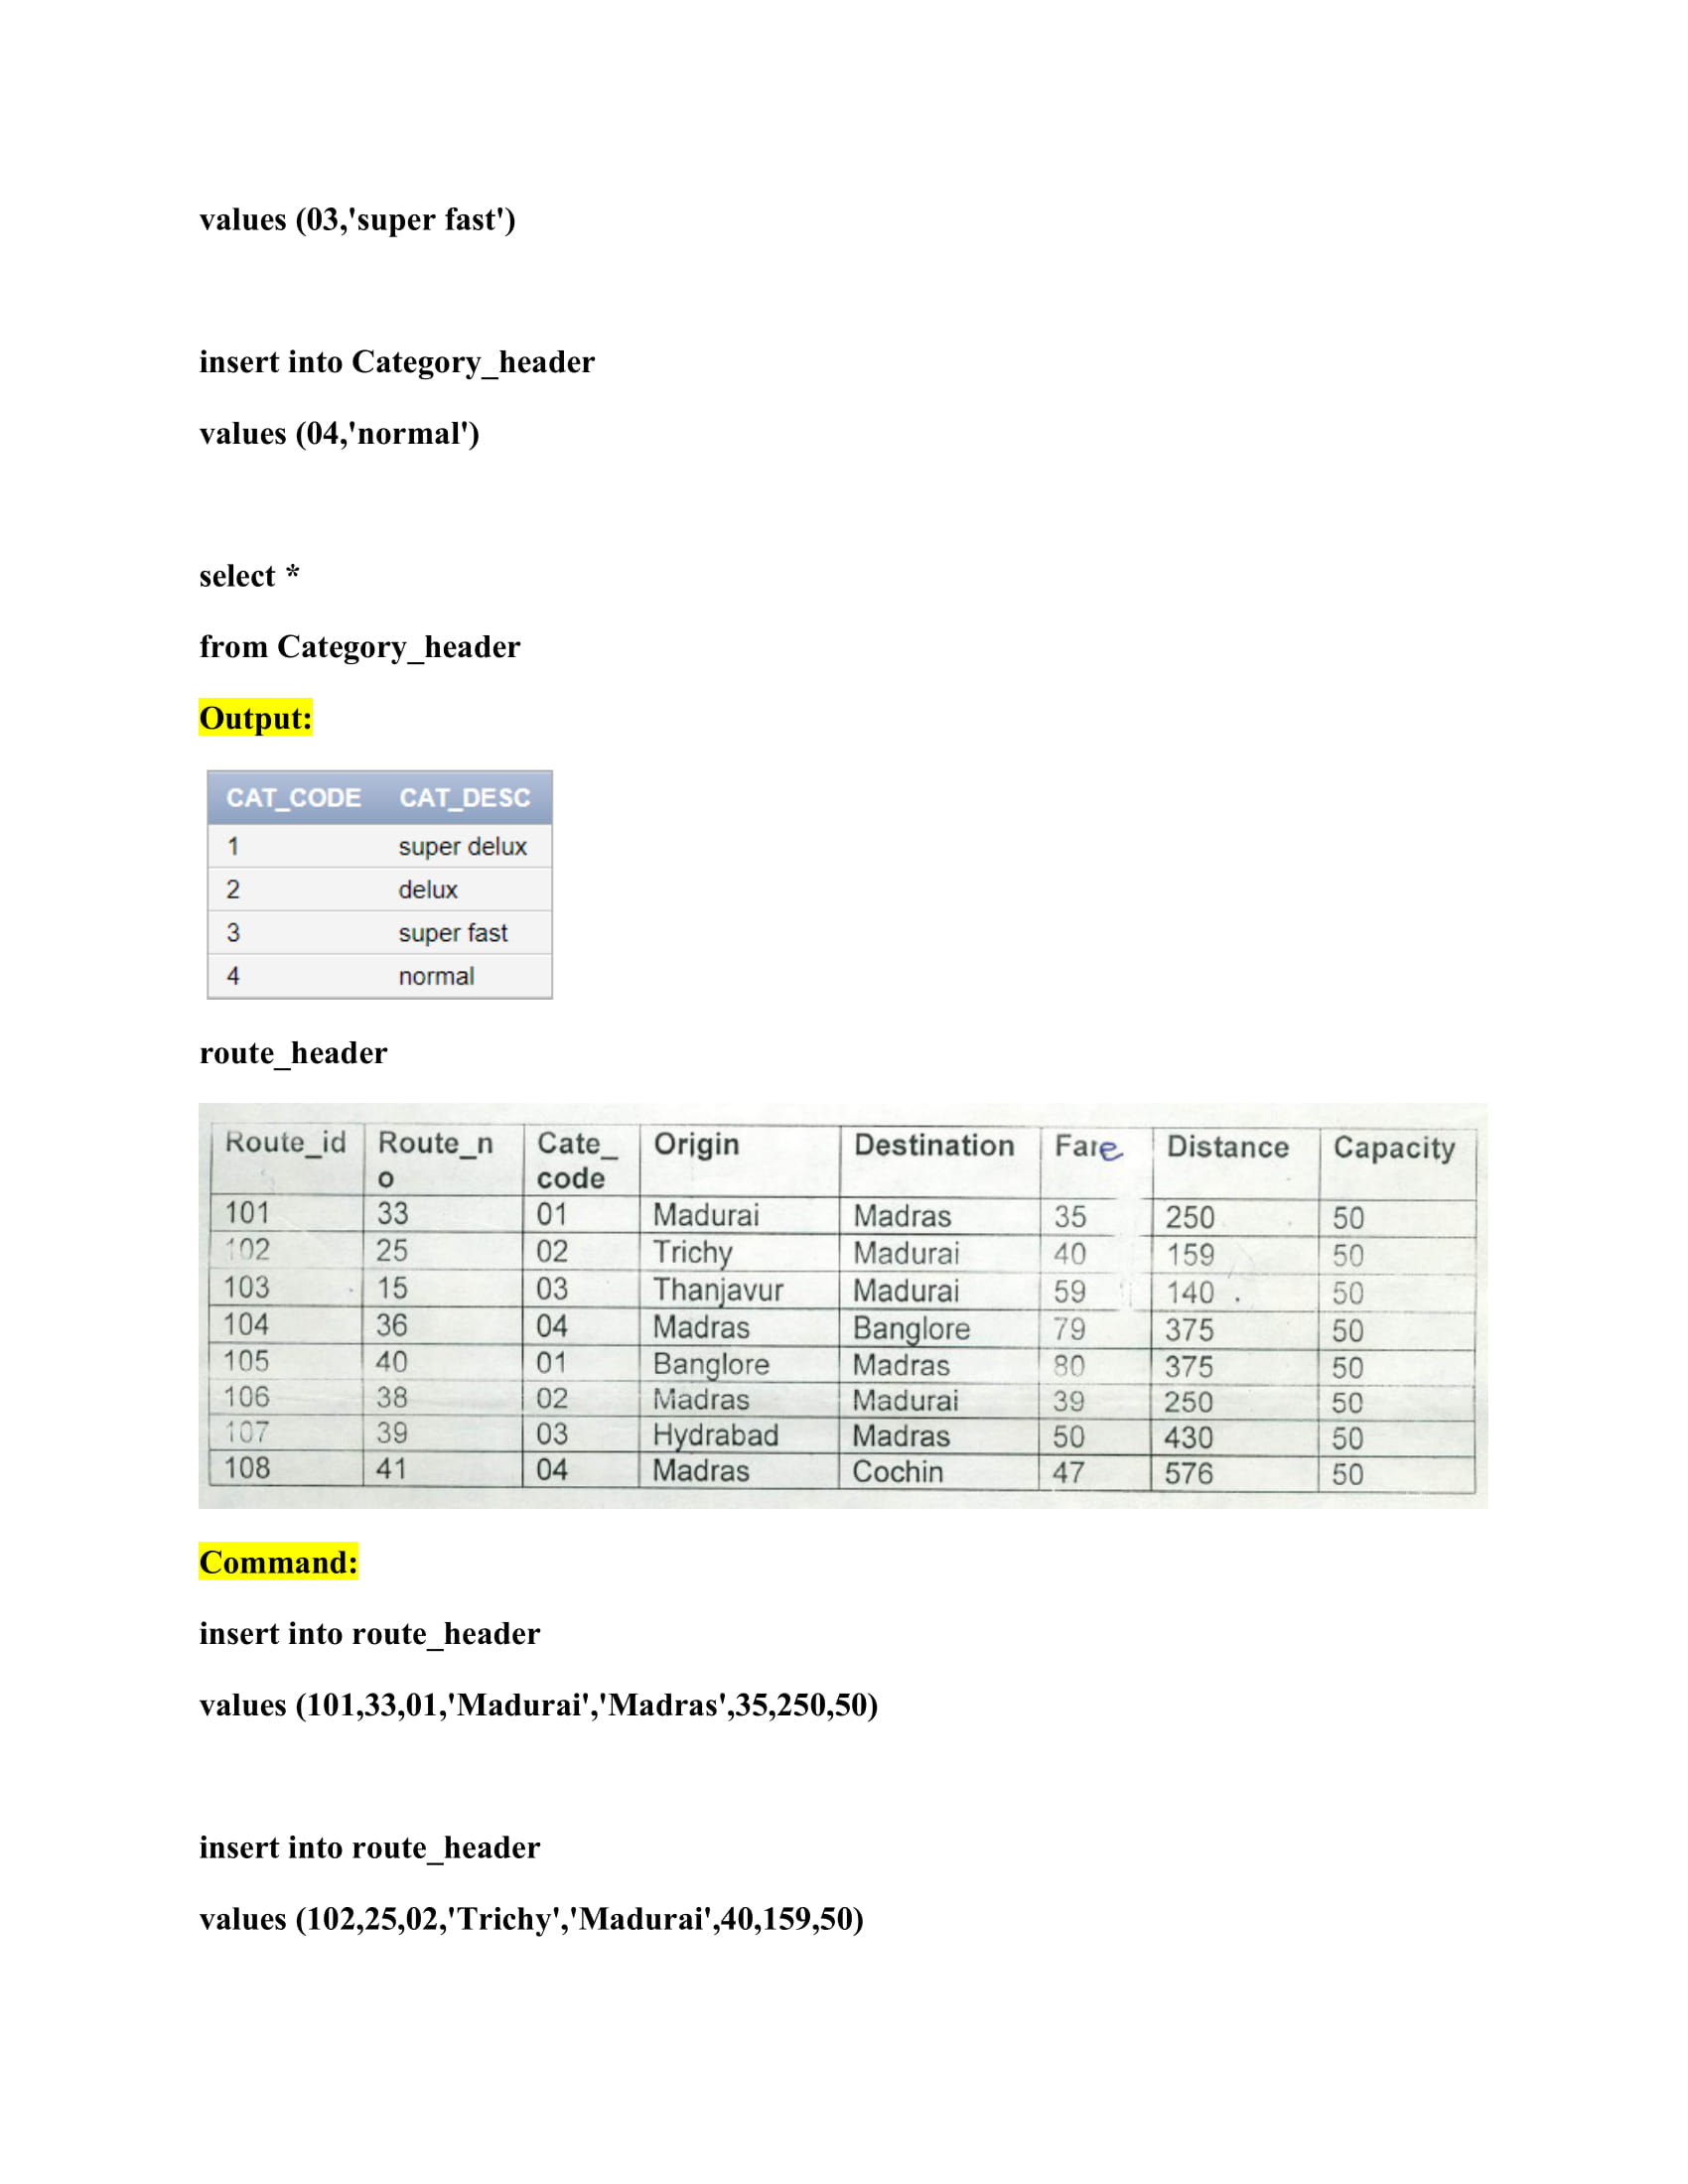 values (03,'super fast')
insert into Category_header
values (04,'normal')
select *
from Category_header
Output:
CAT_CODE CAT_DESC
1 super delux
2 delux
3 super fast
4 normal
route_header
Route_id Route_n Cate_ Origin Destination Fare Distance Capacity
o code
101 33 01 Madurai Madras 35 250 50
102 25 02 Trichy Madurai 40 159 50
103 15 03 Thanjavur Madurai 59 140 50
104 36 04 Madras Banglore 79 375 50
105 40 01 Banglore Madras 80 375 50
106 38 02 Madras Madurai 39 250 50
107 39 03 Hydrabad Madras 50 430 50
108 41 04 Madras Cochin 47 576 50
Command:
insert into route_header
values (101,33,01,'Madurai','Madras',35,250,50)
insert into route_header
values (102,25,02,'Trichy','Madurai',40,159,50)